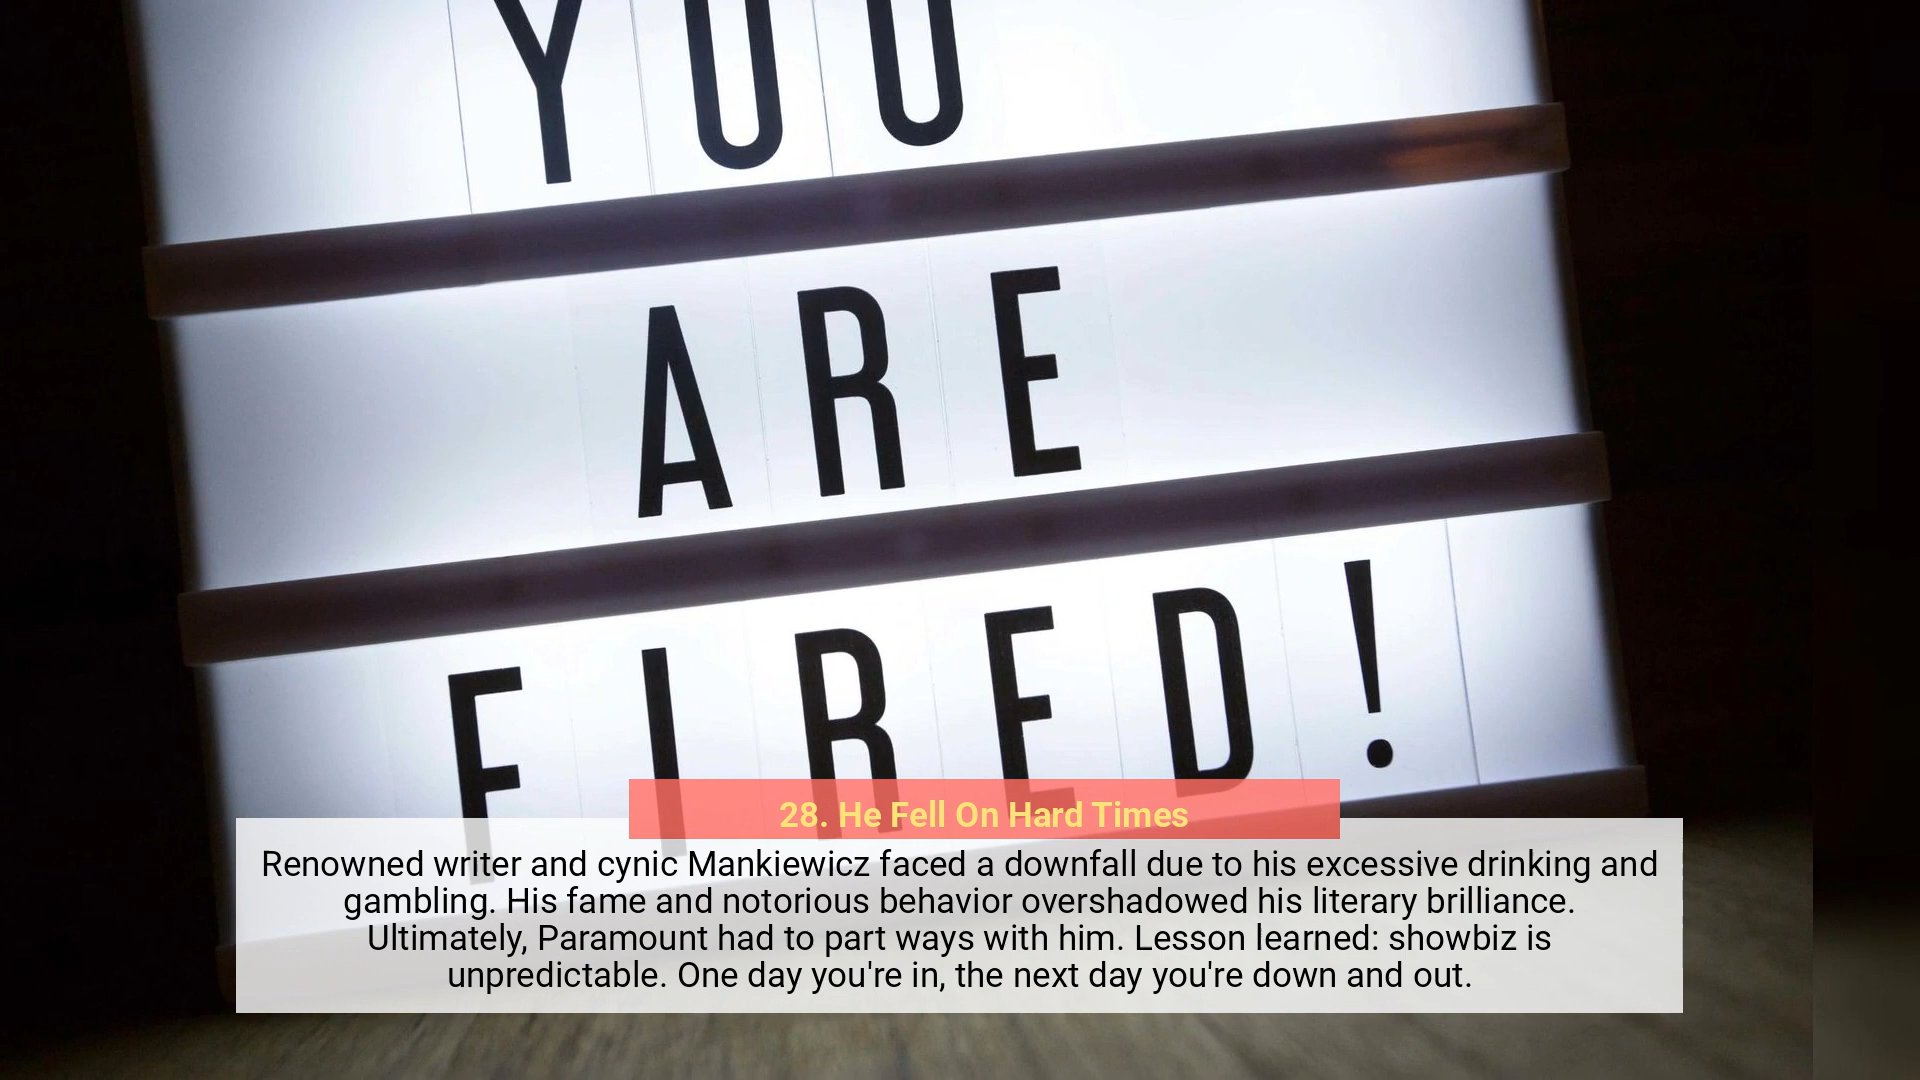 YOU
ARE
FIRED!
28. He Fell On Hard Times
Renowned writer and cynic Mankiewicz faced a downfall due to his excessive drinking and
gambling. His fame and notorious behavior overshadowed his literary brilliance.
Ultimately, Paramount had to part ways with him. Lesson learned: showbiz is
unpredictable. One day you're in, the next day you're down and out.